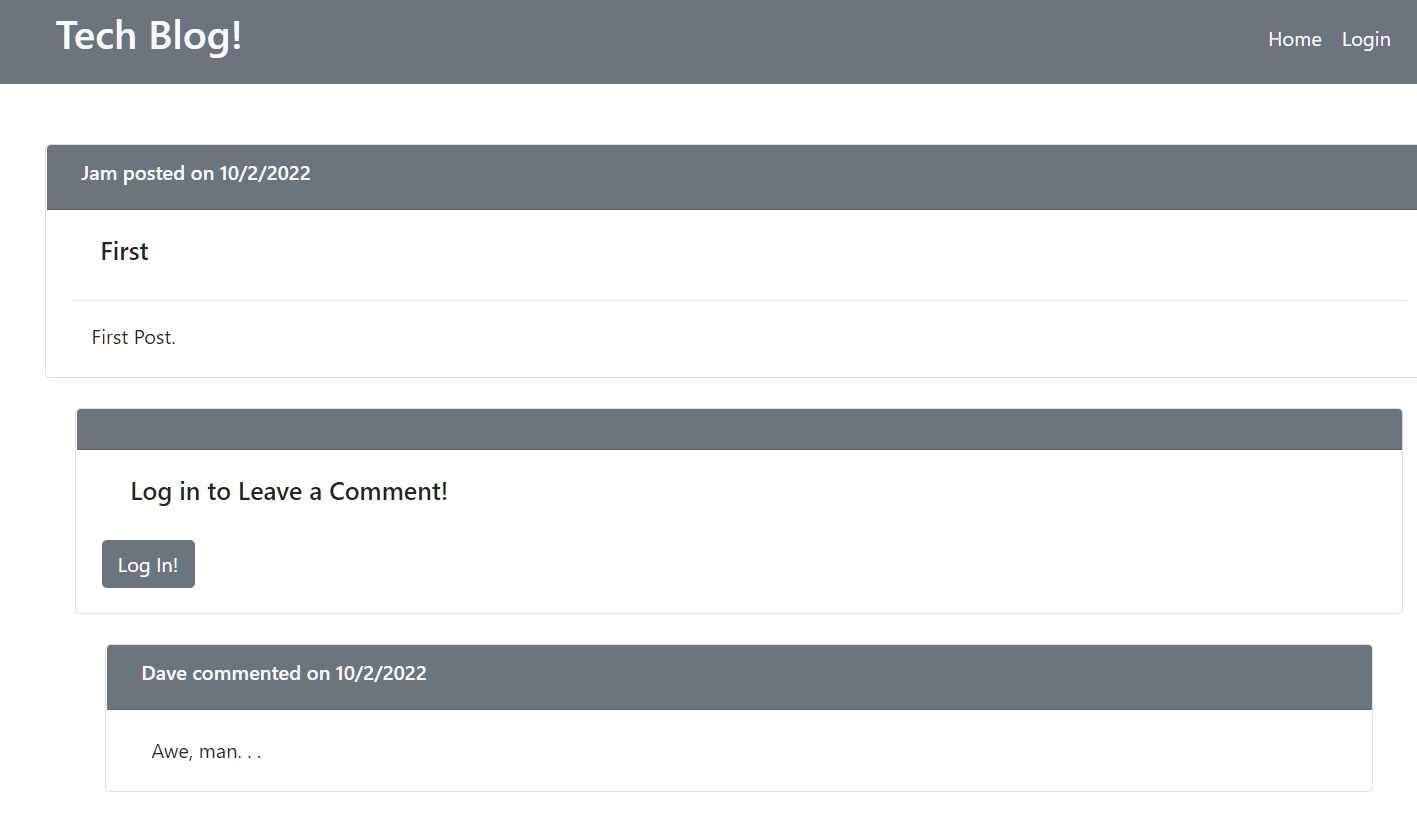 Tech Blog!
Home Login
Jam posted on 10/2/2022
First
First Post.
Log in to Leave a Comment!
Log In!
Dave commented on 10/2/2022
Awe, man. . .